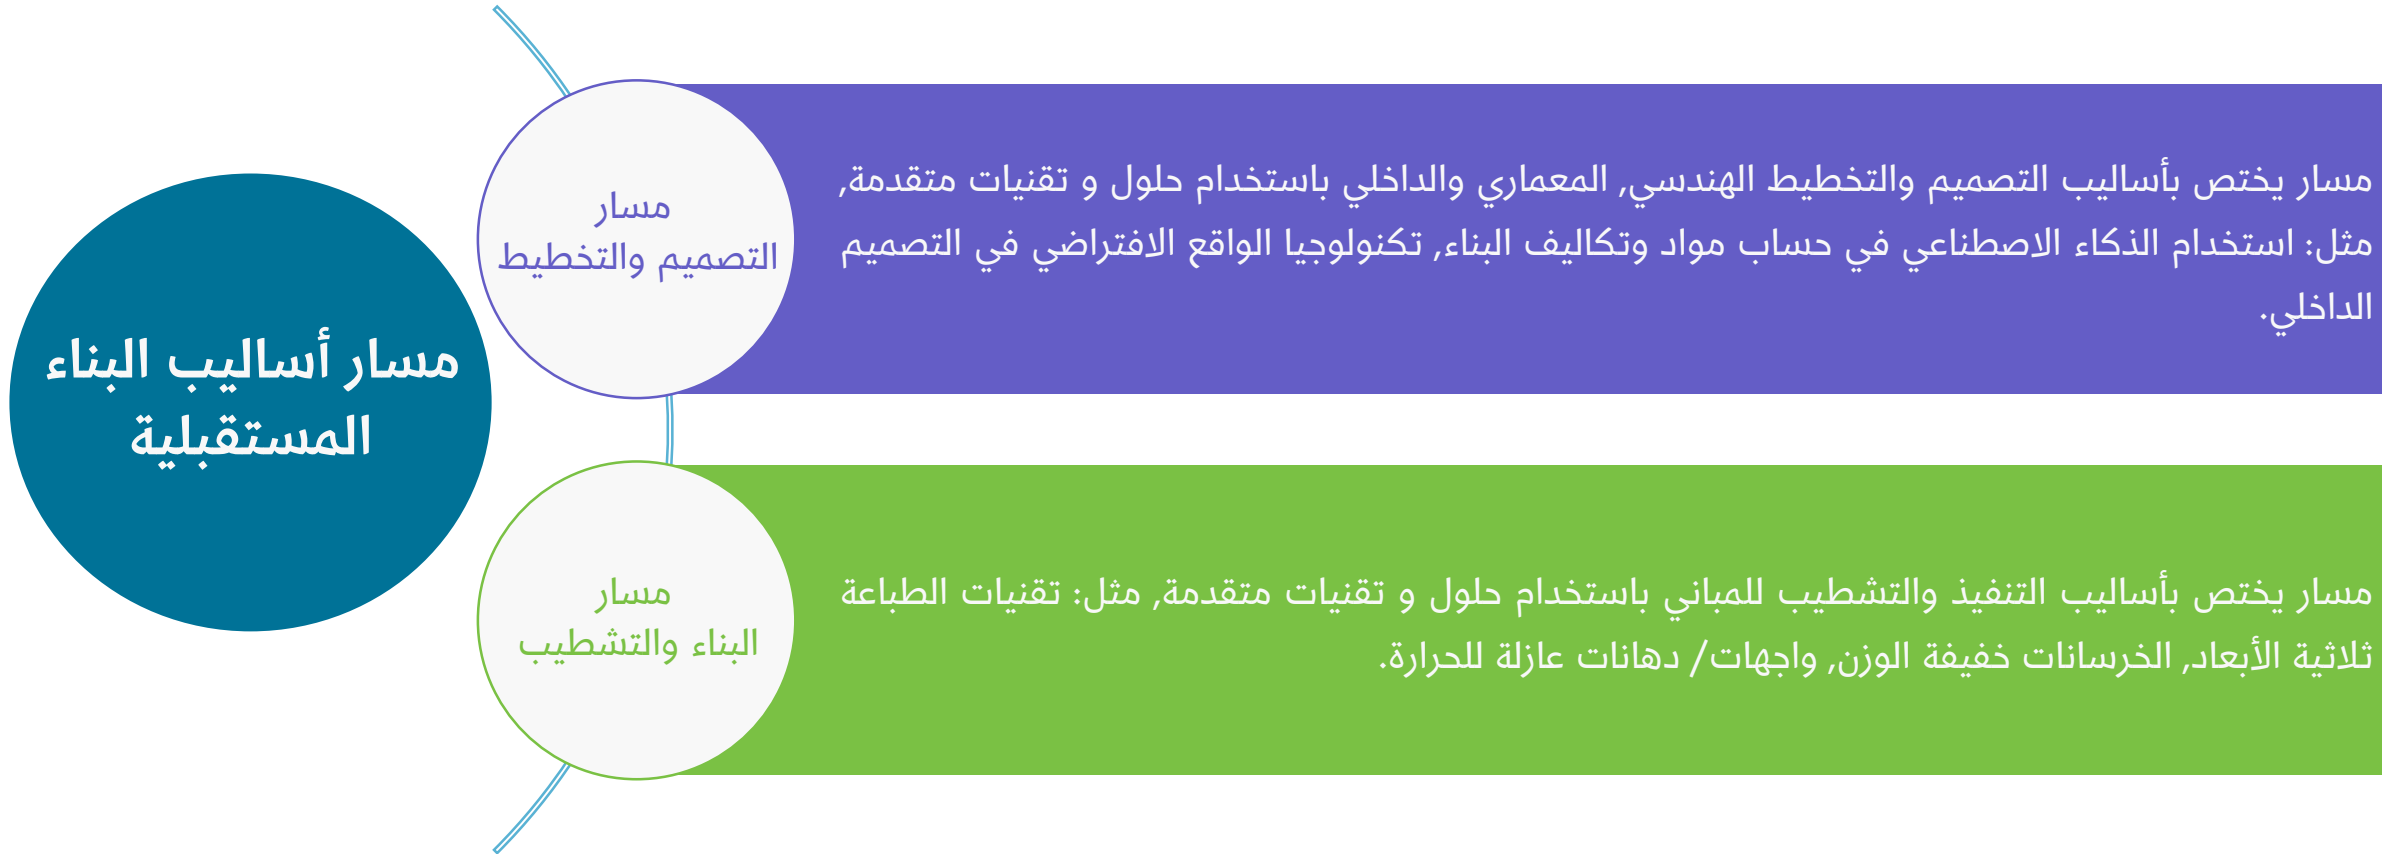 مسار أساليب البناء
المستقبلية
مسار
التصميم والتخطيط
مسار يختص بأساليب التصميم والتخطيط الهندسي, المعماري والداخلي باستخدام حلول و تقنيات متقدمة,
مثل: استخدام الذكاء الاصطناعي في حساب مواد وتكاليف البناء, تكنولوجيا الواقع الافتراضي في التصميم
الداخلي.
مسار
البناء والتشطيب
مسار يختص بأساليب التنفيذ والتشطيب للمباني باستخدام حلول و تقنيات متقدمة, مثل: تقنيات الطباعة
ثلاثية الأبعاد, الخرسانات خفيفة الوزن, واجهات/ دهانات عازلة للحرارة.